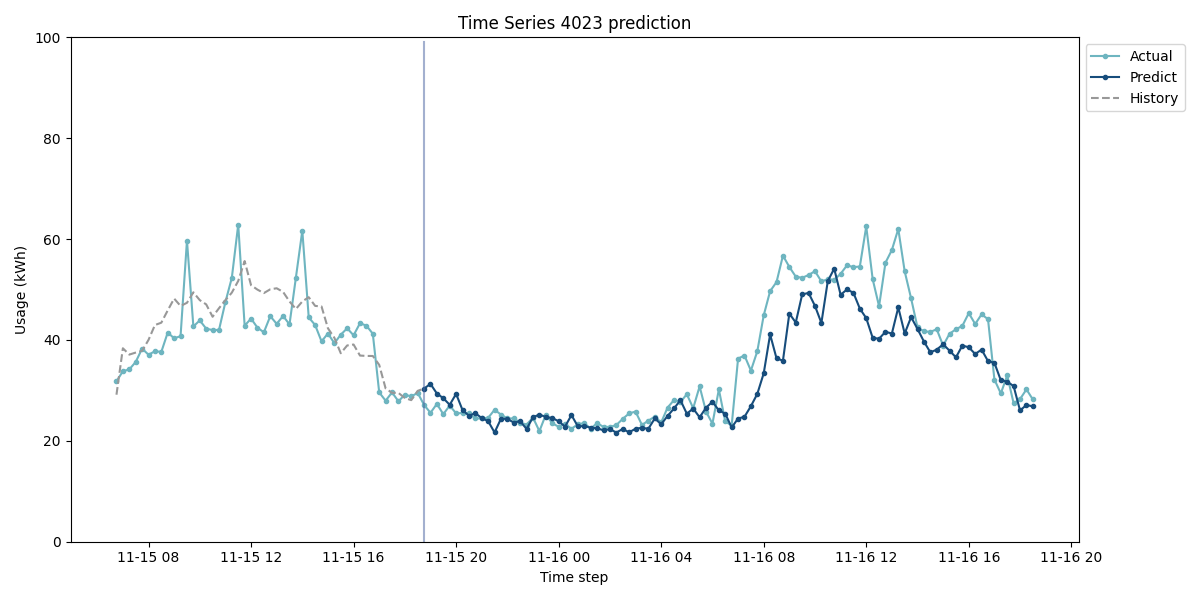 Time Series 4023 prediction
100
80
60
40
20
0
Usage (kWh)
11-15 08
11-15 12
11-15 16
11-15 20
11-16 00
11-16 04
11-16 08
11-16 12
11-16 16
11-16 20
Time step
Actual
Predict
History